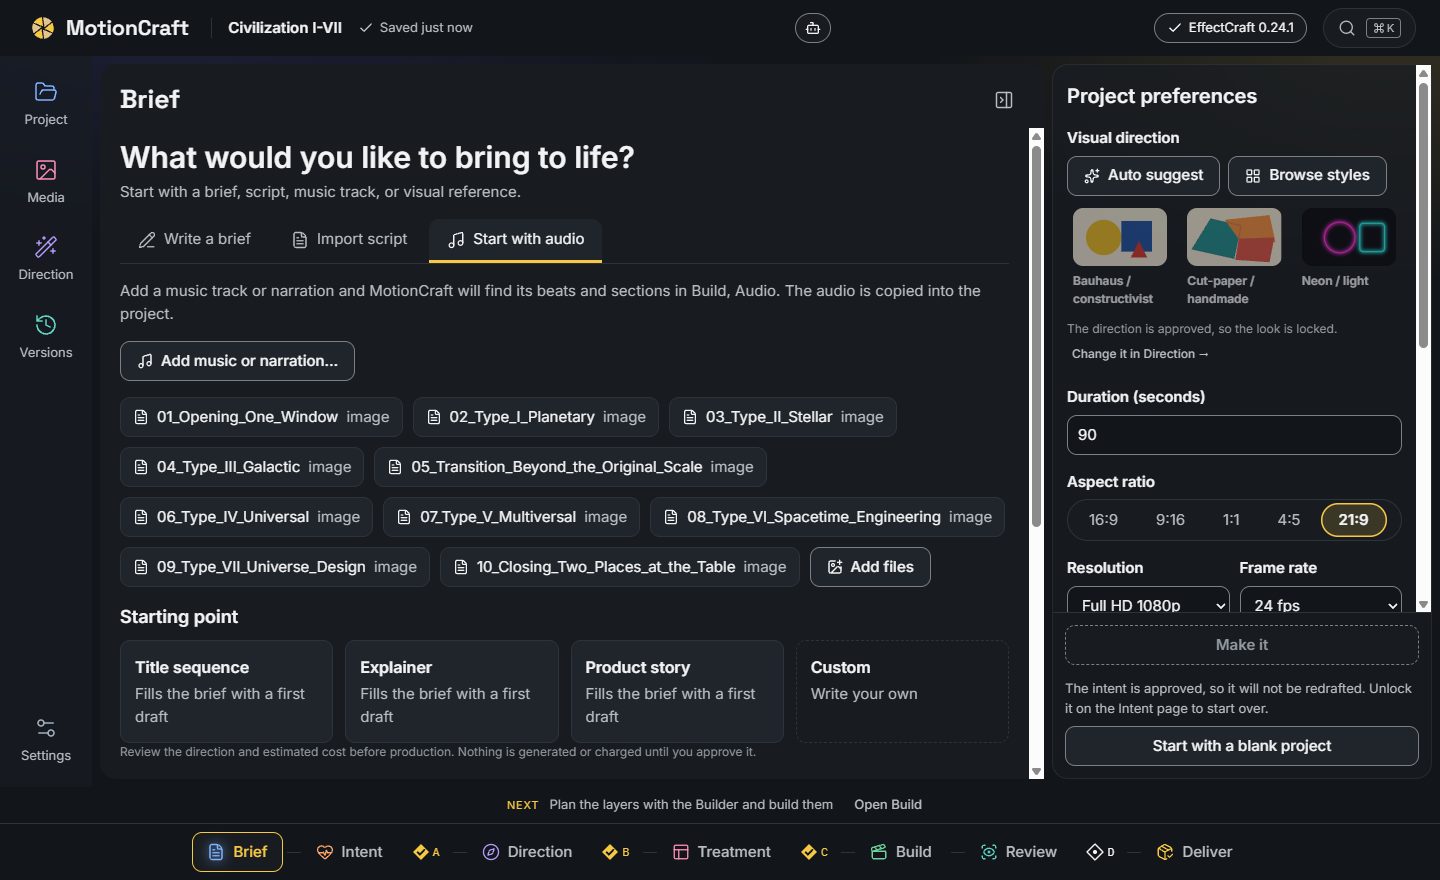 MotionCraft
Civilization I-VII
Saved just now
EffectCraft 0.24.1
⌘K
Project
Media
Direction
Versions
Settings
Brief
What would you like to bring to life?
Start with a brief, script, music track, or visual reference.
Write a brief
Import script
Start with audio
Add a music track or narration and MotionCraft will find its beats and sections in Build, Audio. The audio is copied into the
project.
Add music or narration...
01_Opening_One_Window image
02_Type_I_Planetary image
03_Type_II_Stellar image
04_Type_III_Galactic image
05_Transition_Beyond_the_Original_Scale image
06_Type_IV_Universal image
07_Type_V_Multiversal image
08_Type_VI_Spacetime_Engineering image
09_Type_VII_Universe_Design image
10_Closing_Two_Places_at_the_Table image
Add files
Starting point
Title sequence
Fills the brief with a first
draft
Explainer
Fills the brief with a first
draft
Product story
Fills the brief with a first
draft
Custom
Write your own
Review the direction and estimated cost before production. Nothing is generated or charged until you approve it.
Project preferences
Visual direction
Auto suggest
Browse styles
Bauhaus /
constructivist
Cut-paper /
handmade
Neon / light
The direction is approved, so the look is locked.
Change it in Direction →
Duration (seconds)
90
Aspect ratio
16:9
9:16
1:1
4:5
21:9
Resolution
Frame rate
Full HD 1080p
24 fps
Make it
The intent is approved, so it will not be redrafted. Unlock
it on the Intent page to start over.
Start with a blank project
NEXT Plan the layers with the Builder and build them Open Build
Brief
Intent
A
Direction
B
Treatment
C
Build
Review
D
Deliver